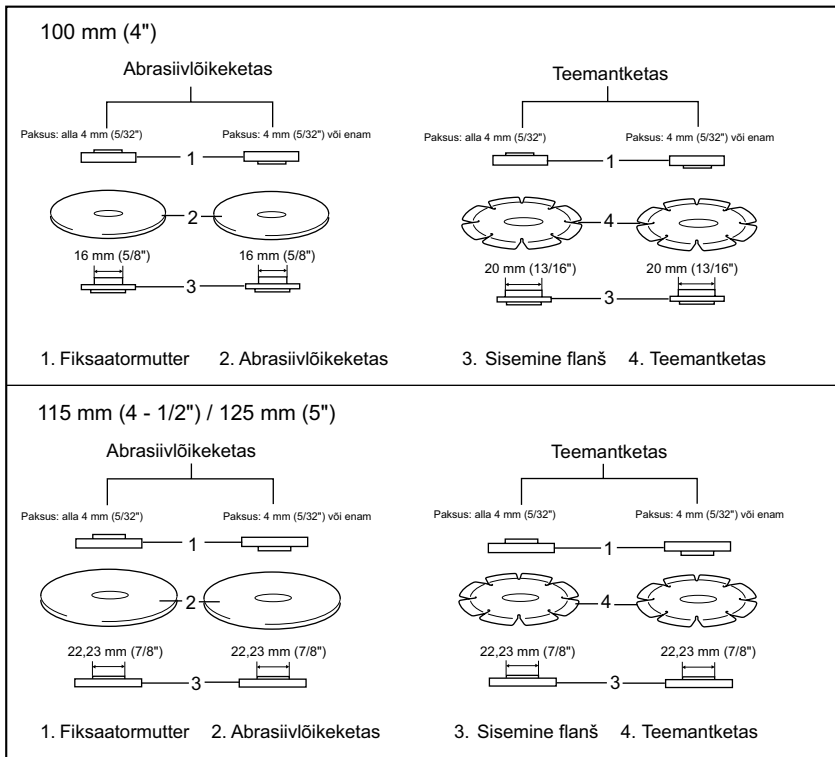 100 mm (4")
Abrasiivlõikeketas
Teemantketas
Paksus: alla 4 mm (5/32")
Paksus: 4 mm (5/32") või enam
Paksus: alla 4 mm (5/32")
Paksus: 4 mm (5/32") või enam
1
1
2
4
16 mm (5/8")
16 mm (5/8")
20 mm (13/16")
20 mm (13/16")
3
3
1. Fiksaatormutter 2. Abrasiivlõikeketas 3. Sisemine flanš 4. Teemantketas
115 mm (4 - 1/2") / 125 mm (5")
Abrasiivlõikeketas
Teemantketas
Paksus: alla 4 mm (5/32")
Paksus: 4 mm (5/32") või enam
Paksus: alla 4 mm (5/32")
Paksus: 4 mm (5/32") või enam
1
1
2
4
22,23 mm (7/8")
22,23 mm (7/8")
22,23 mm (7/8")
22,23 mm (7/8")
3
3
1. Fiksaatormutter 2. Abrasiivlõikeketas 3. Sisemine flanš 4. Teemantketas